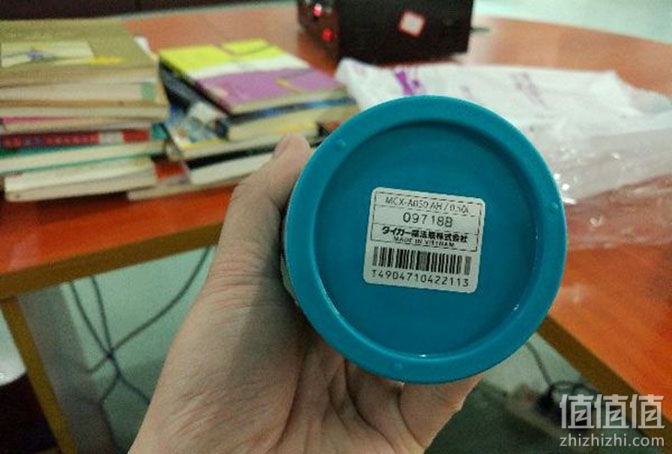 MCX-A050 AH / 0.50L
09718B
タイガー魔法瓶株式会社
MADE IN VIETNAM
T4904710422113
值值值
zhizhizhi.com